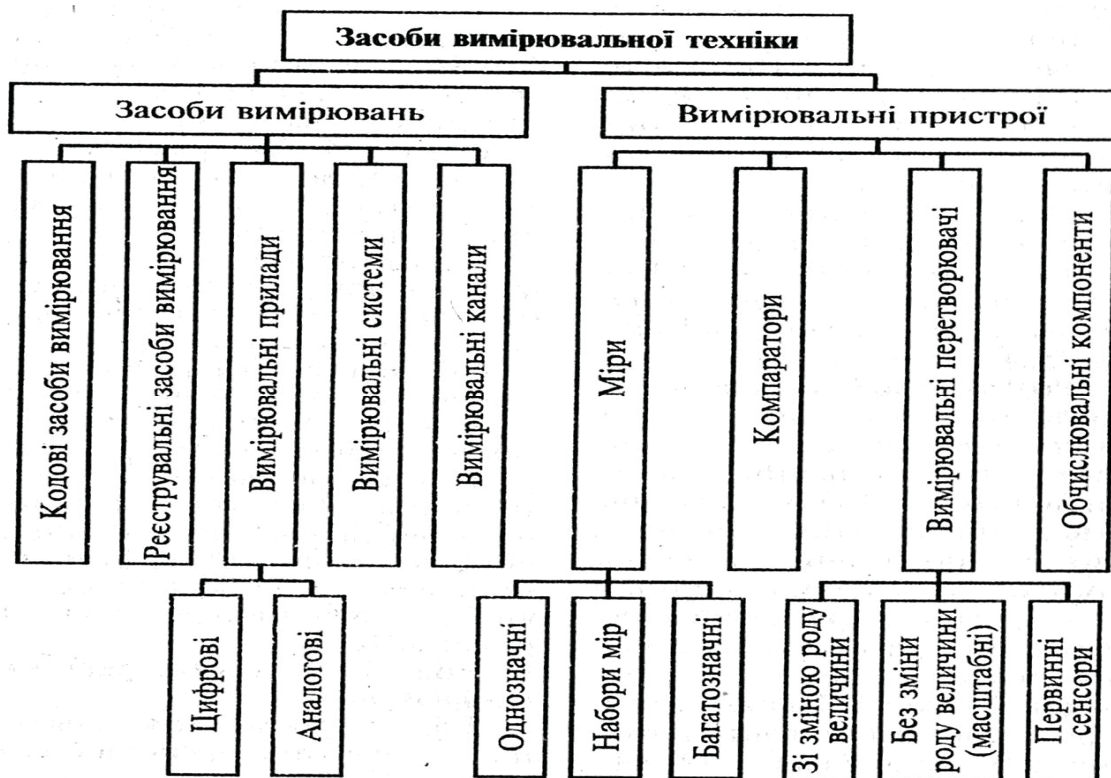 Засоби вимірювальної техніки
Засоби вимірювань
Вимірювальні пристрої
Кодові засоби вимірювання
Реєструвальні засоби вимірювання
Вимірювальні прилади
Вимірювальні системи
Вимірювальні канали
Міри
Компаратори
Вимірювальні перетворювачі
Обчислювальні компоненти
Цифрові
Аналогові
Однозначні
Набори мір
Багатозначні
Зі зміною роду
величини
Без зміни
роду величини
(масштабні)
Первинні
сенсори